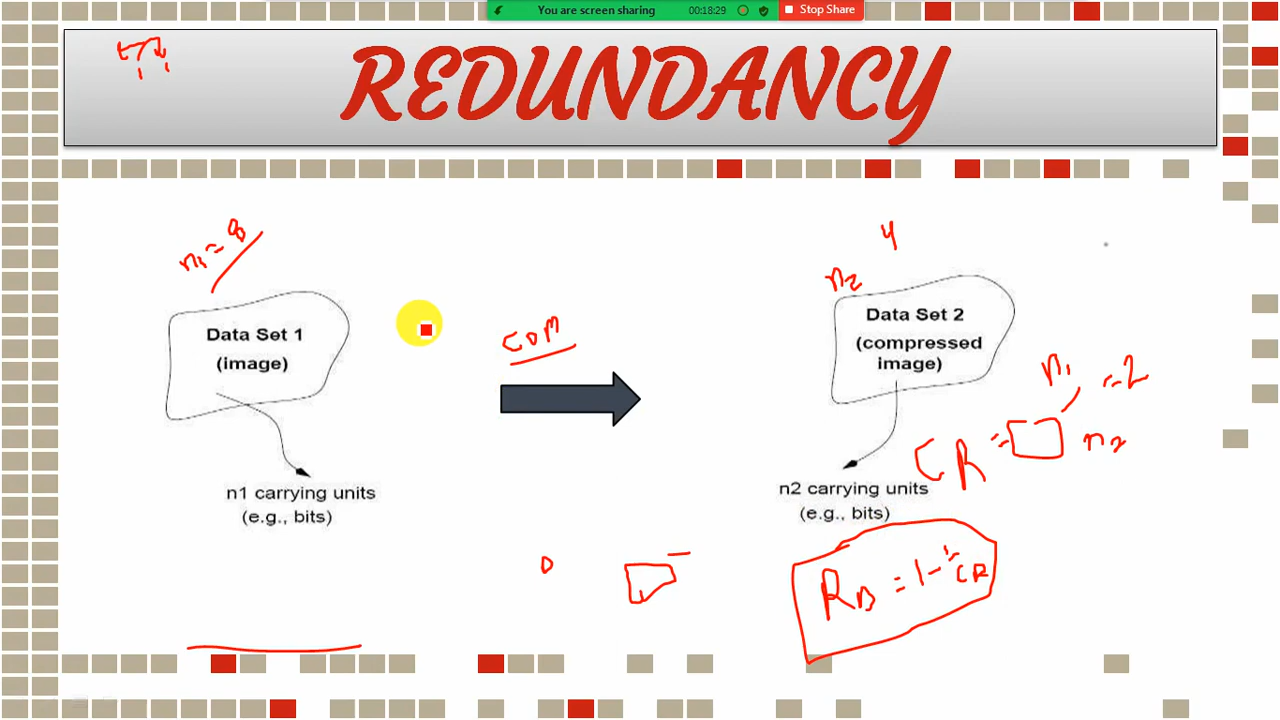 You are screen sharing 00:18:29 Stop Share
REDUNDANCY
n1 = 8
4
n2
Data Set 1
(image)
COM
Data Set 2
(compressed
image)
n1 = 2
CR = n2
n1 carrying units
(e.g., bits)
n2 carrying units
(e.g., bits)
RD = 1 - 1/CR